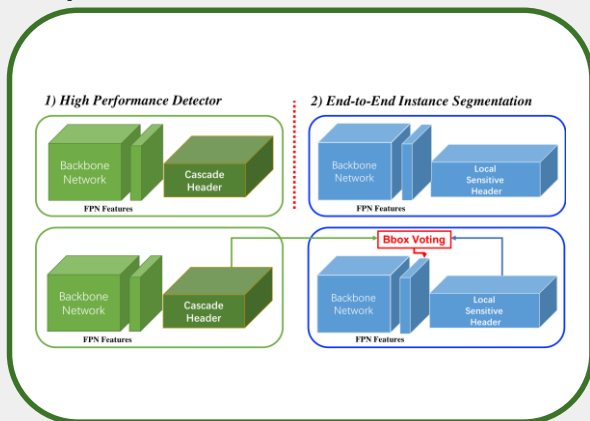 1) High Performance Detector
2) End-to-End Instance Segmentation
Backbone
Network
Cascade
Header
FPN Features
Backbone
Network
Local
Sensitive
Header
FPN Features
Bbox Voting
Backbone
Network
Cascade
Header
FPN Features
Backbone
Network
Local
Sensitive
Header
FPN Features